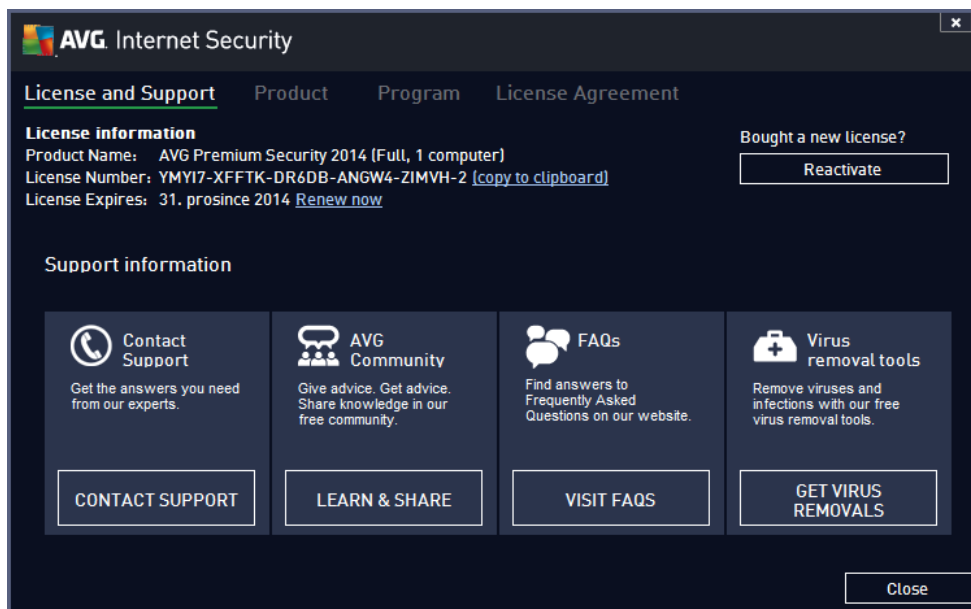 AVG. Internet Security
License and Support Product Program License Agreement
License information
Product Name: AVG Premium Security 2014 (Full, 1 computer)
License Number: YMYI7-XFFTK-DR6DB-ANGW4-ZIMVH-2 (copy to clipboard)
License Expires: 31. prosince 2014 Renew now
Bought a new license?
Reactivate
Support information
Contact
Support
Get the answers you need
from our experts.
CONTACT SUPPORT
AVG
Community
Give advice. Get advice.
Share knowledge in our
free community.
LEARN & SHARE
FAQs
Find answers to
Frequently Asked
Questions on our website.
VISIT FAQS
Virus
removal tools
Remove viruses and
infections with our free
virus removal tools.
GET VIRUS
REMOVALS
Close